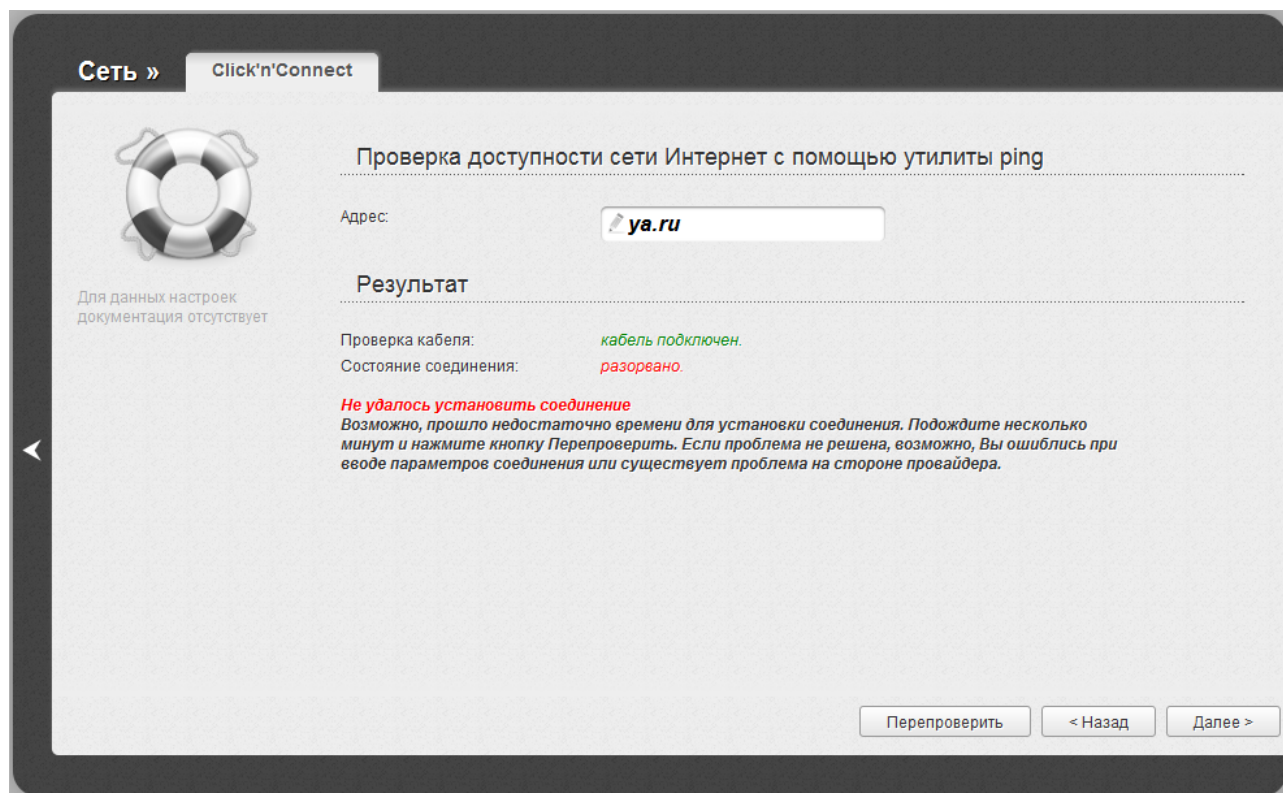 Сеть »
Click'n'Connect
Проверка доступности сети Интернет с помощью утилиты ping
Адрес:
ya.ru
Для данных настроек
документация отсутствует
Результат
Проверка кабеля:
кабель подключен.
Состояние соединения:
разорвано.
Не удалось установить соединение
Возможно, прошло недостаточно времени для установки соединения. Подождите несколько
минут и нажмите кнопку Перепроверить. Если проблема не решена, возможно, Вы ошиблись при
вводе параметров соединения или существует проблема на стороне провайдера.
Перепроверить
< Назад
Далее >